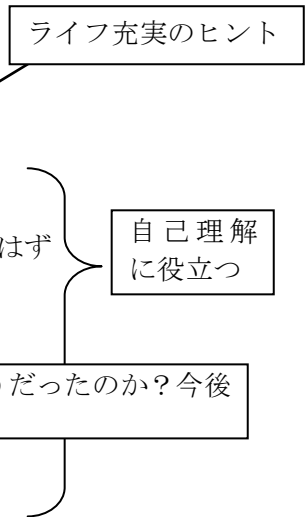 ライフ充実のヒント
はず
自己理解
に役立つ
だったのか？今後